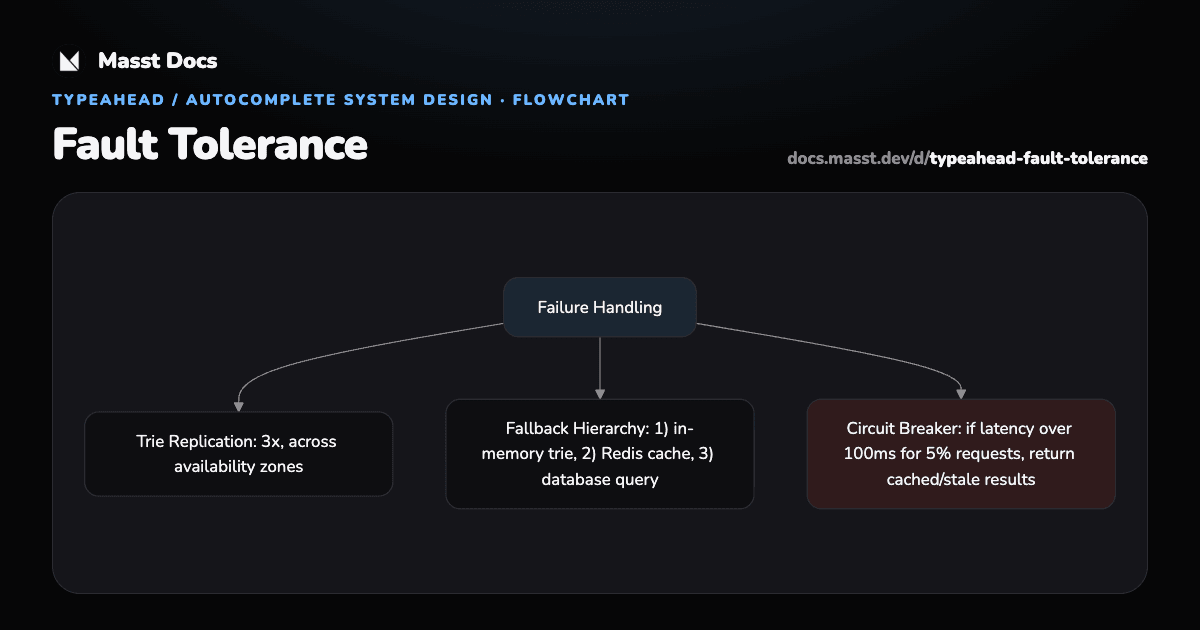 Masst Docs
TYPEAHEAD / AUTOCOMPLETE SYSTEM DESIGN · FLOWCHART
Fault Tolerance
docs.masst.dev/d/typeahead-fault-tolerance
Failure Handling
Trie Replication: 3x, across
availability zones
Fallback Hierarchy: 1) in-
memory trie, 2) Redis cache, 3)
database query
Circuit Breaker: if latency over
100ms for 5% requests, return
cached/stale results